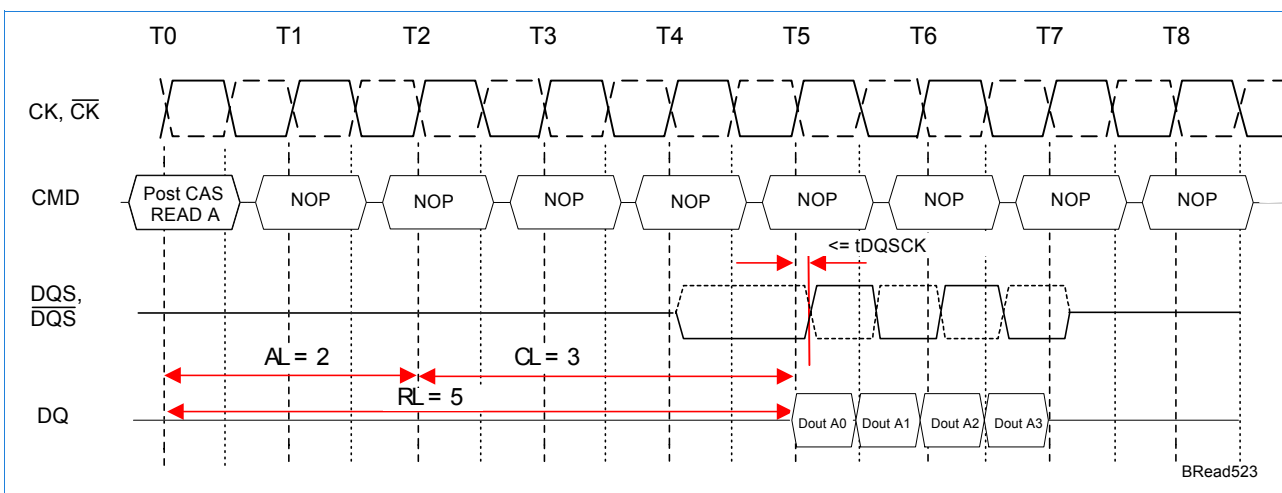 T0 T1 T2 T3 T4 T5 T6 T7 T8
CK, CK
CMD
Post CAS
READ A
NOP NOP NOP NOP NOP NOP NOP NOP
<= tDQSCK
DQS,
DQS
AL = 2
CL = 3
RL = 5
DQ
Dout A0 Dout A1 Dout A2 Dout A3
BRead523